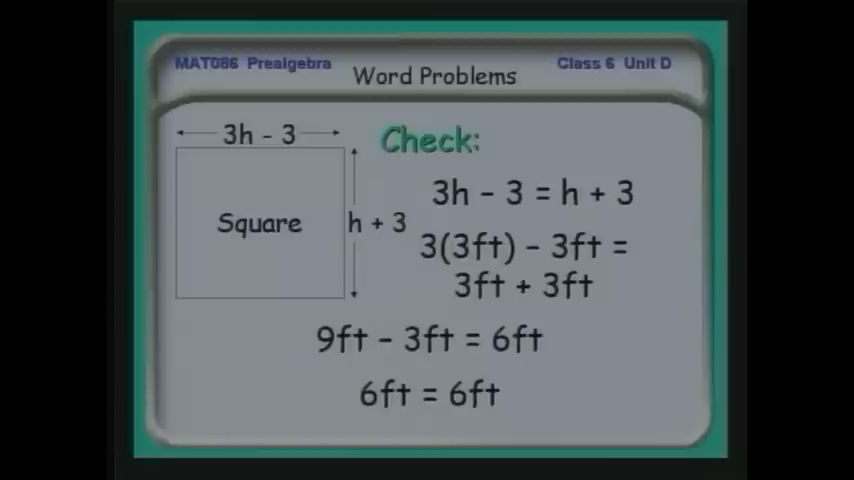 MAT086 Prealgebra
Word Problems
Class 6 Unit D
3h - 3
Check:
Square
h + 3
3h - 3 = h + 3
3(3ft) - 3ft =
3ft + 3ft
9ft - 3ft = 6ft
6ft = 6ft